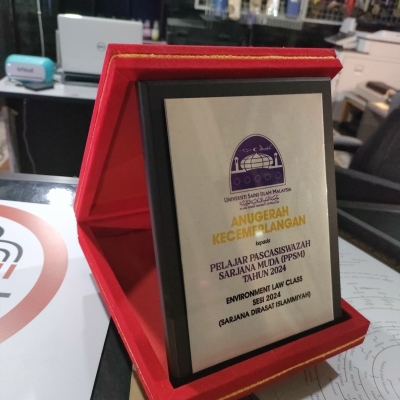 UNIVERSITI SAINS ISLAM MALAYSIA
ANUGERAH
KECEMERLANGAN
kepada
PELAJAR PASCASISWAZAH
SARJANA MUDA (PPSM)
TAHUN 2024
ENVIRONMENT LAW CLASS
SESI 2024
(SARJANA DIRASAT ISLAMMIYAH)